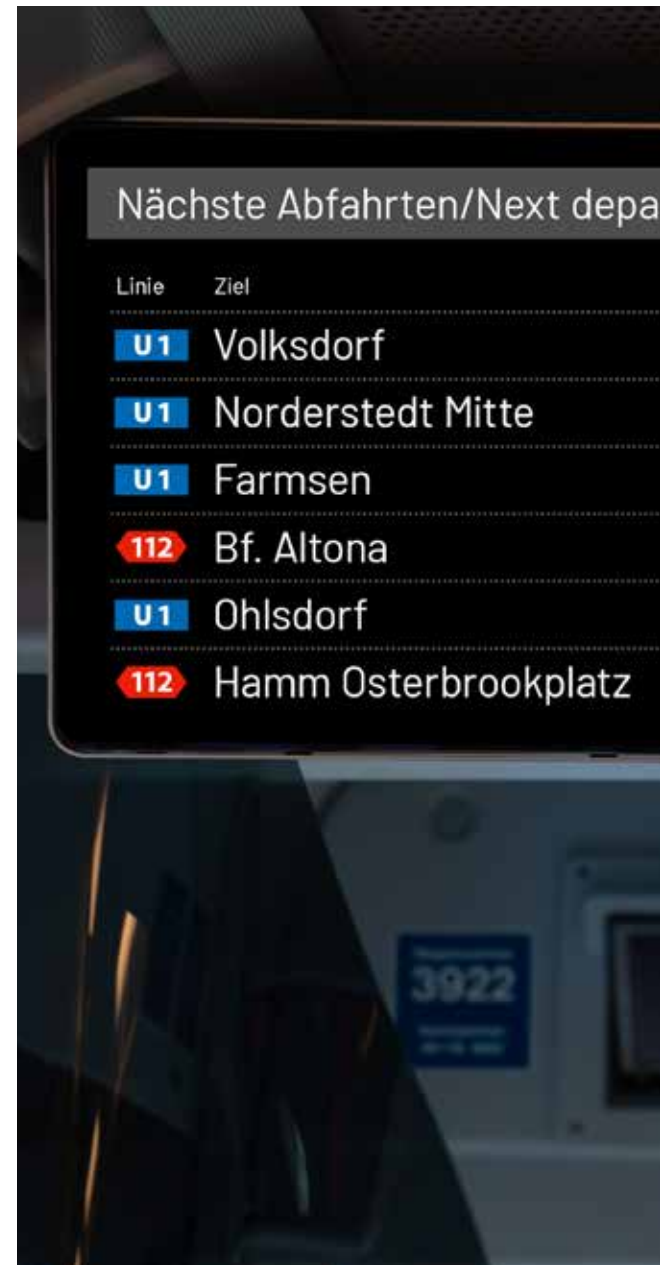 Nächste Abfahrten/Next depa
Linie Ziel
U1 Volksdorf
U1 Norderstedt Mitte
U1 Farmsen
112 Bf. Altona
U1 Ohlsdorf
112 Hamm Osterbrookplatz
3922